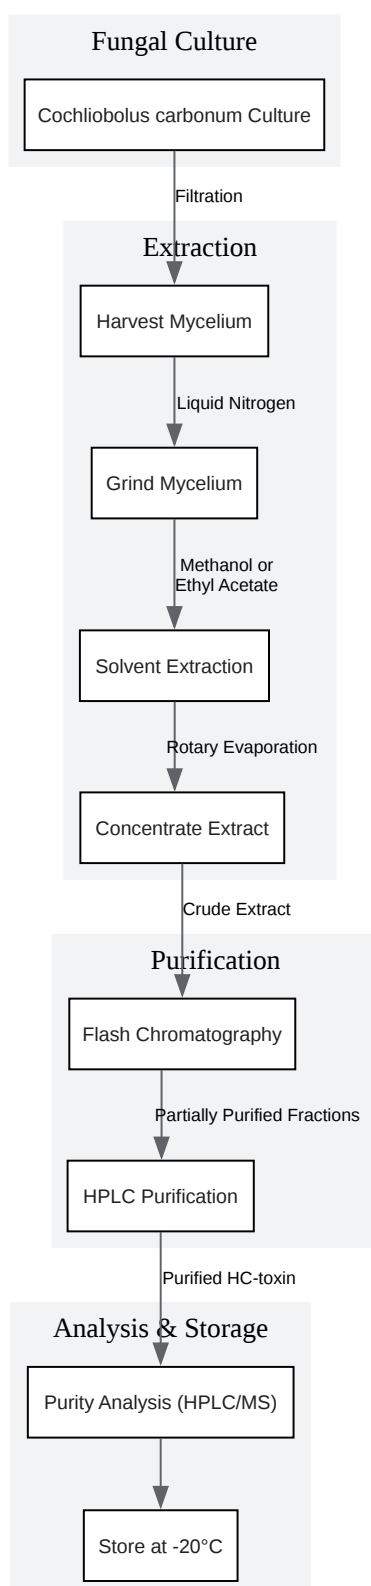 Fungal Culture
Cochliobolus carbonum Culture
Filtration
Extraction
Harvest Mycelium
Liquid Nitrogen
Grind Mycelium
Methanol or
Ethyl Acetate
Solvent Extraction
Rotary Evaporation
Concentrate Extract
Crude Extract
Purification
Flash Chromatography
Partially Purified Fractions
HPLC Purification
Purified HC-toxin
Analysis & Storage
Purity Analysis (HPLC/MS)
Store at -20°C